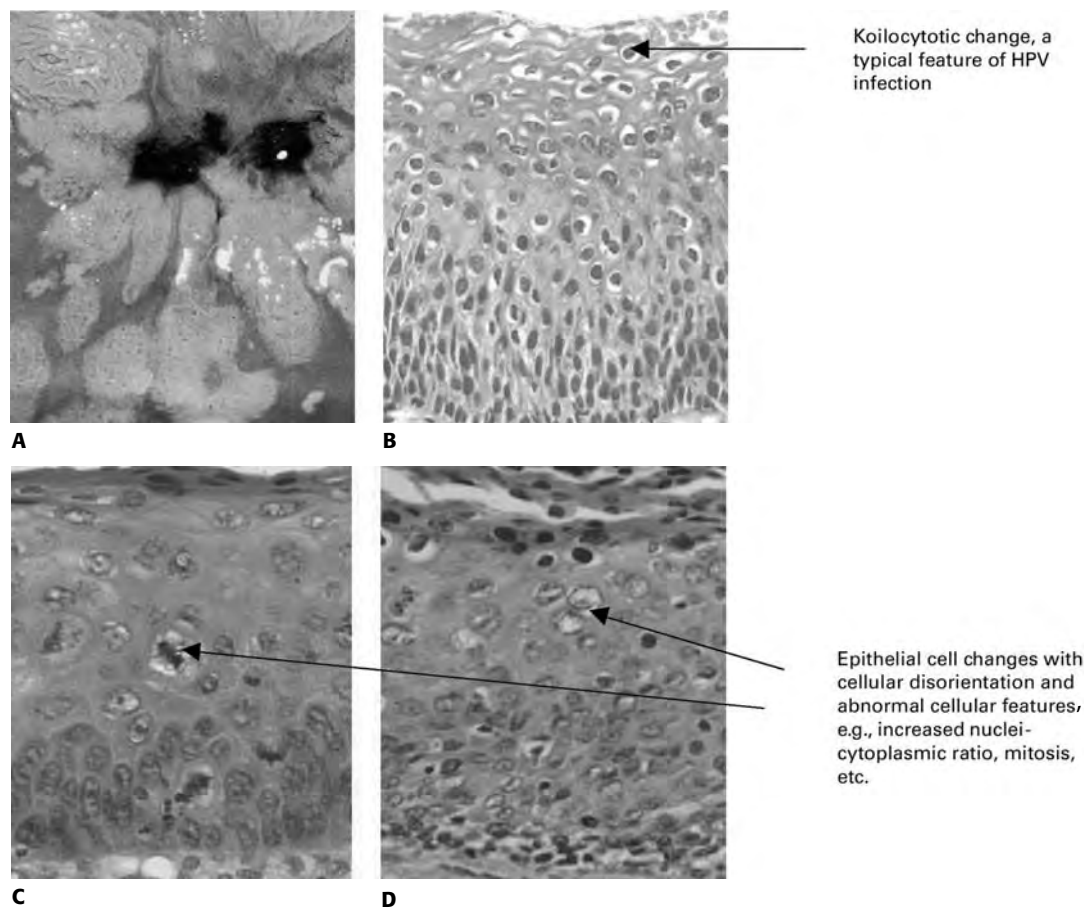 Koilocytotic change, a
typical feature of HPV
infection
A
B
Epithelial cell changes with
cellular disorientation and
abnormal cellular features,
e.g., increased nuclei-
cytoplasmic ratio, mitosis,
etc.
C
D